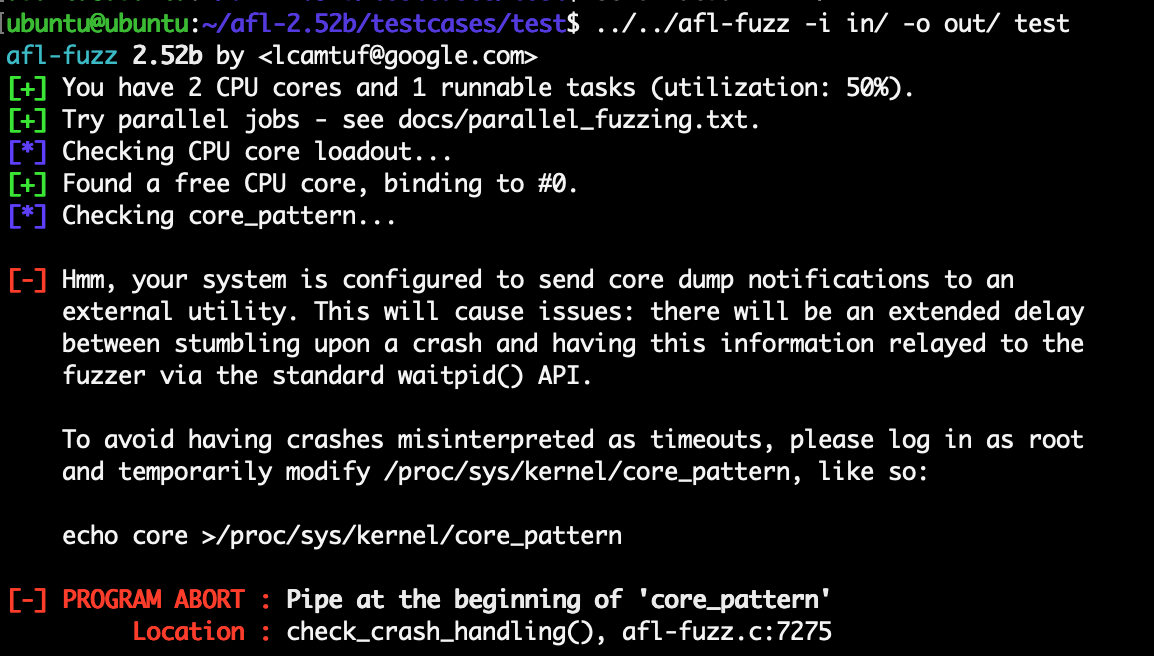 ubuntu@ubuntu:~/afl-2.52b/testcases/test$ ../../afl-fuzz -i in/ -o out/ test
afl-fuzz 2.52b by <lcamtuf@google.com>
[+] You have 2 CPU cores and 1 runnable tasks (utilization: 50%).
[+] Try parallel jobs - see docs/parallel_fuzzing.txt.
[*] Checking CPU core loadout...
[+] Found a free CPU core, binding to #0.
[*] Checking core_pattern...
[-] Hmm, your system is configured to send core dump notifications to an
external utility. This will cause issues: there will be an extended delay
between stumbling upon a crash and having this information relayed to the
fuzzer via the standard waitpid() API.
To avoid having crashes misinterpreted as timeouts, please log in as root
and temporarily modify /proc/sys/kernel/core_pattern, like so:
echo core >/proc/sys/kernel/core_pattern
[-] PROGRAM ABORT : Pipe at the beginning of 'core_pattern'
Location : check_crash_handling(), afl-fuzz.c:7275